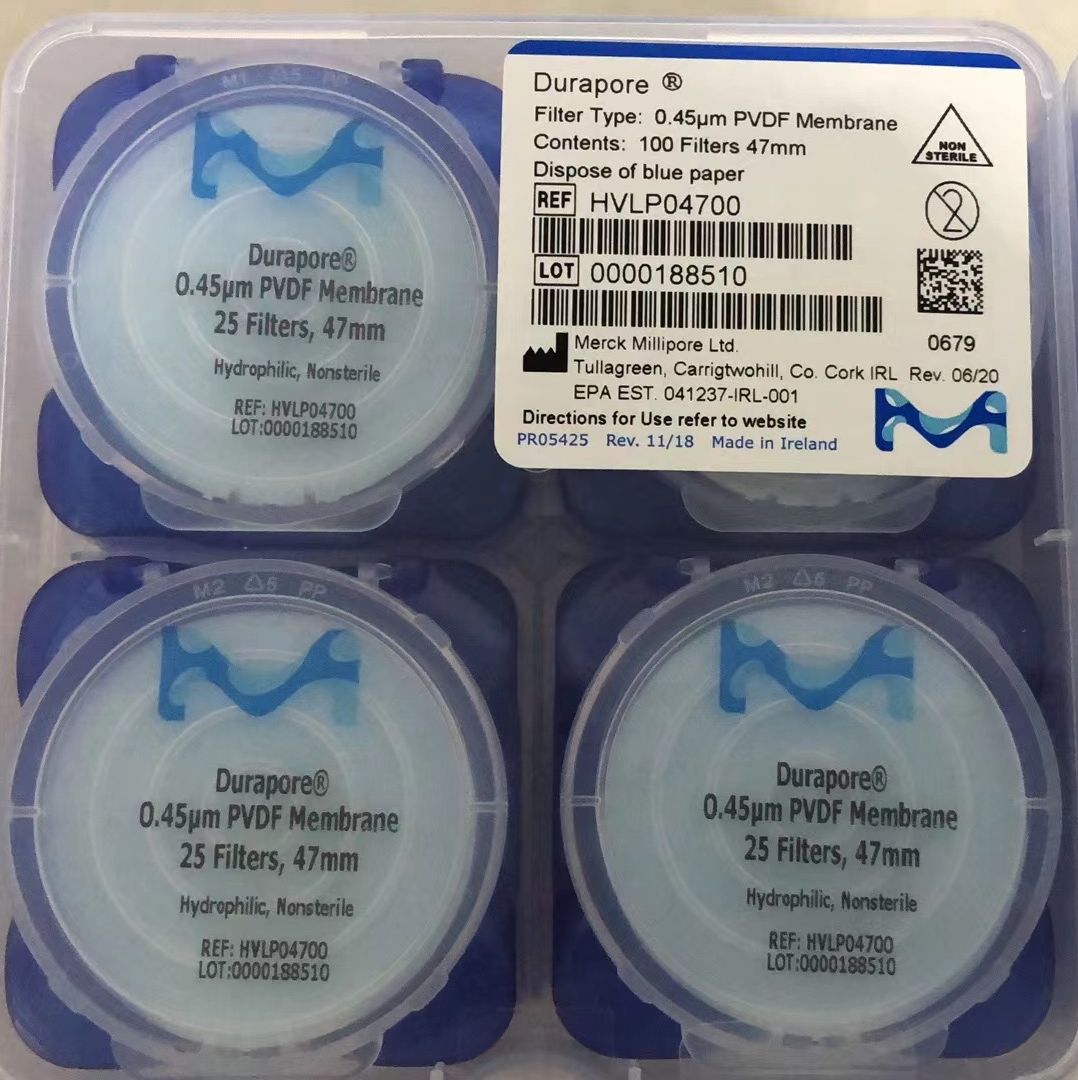 M1 5 PP
Durapore®
0.45µm PVDF Membrane
25 Filters, 47mm
Hydrophilic, Nonsterile
REF: HVLP04700
LOT:0000188510
Durapore ®
Filter Type: 0.45µm PVDF Membrane
Contents: 100 Filters 47mm
Dispose of blue paper
REF HVLP04700
LOT 0000188510
NON
STERILE
2
0679
Merck Millipore Ltd.
Tullagreen, Carrigtwohill, Co. Cork IRL Rev. 06/20
EPA EST. 041237-IRL-001
Directions for Use refer to website
PR05425 Rev. 11/18 Made in Ireland
M2 5 PP
Durapore®
0.45µm PVDF Membrane
25 Filters, 47mm
Hydrophilic, Nonsterile
REF: HVLP04700
LOT:0000188510
M2 5 PP
Durapore®
0.45µm PVDF Membrane
25 Filters, 47mm
Hydrophilic, Nonsterile
REF: HVLP04700
LOT:0000188510